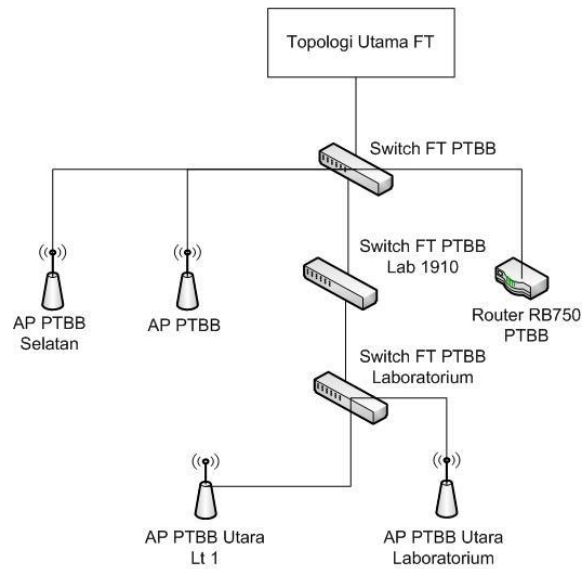 Topologi Utama FT
Switch FT PTBB
Switch FT PTBB
Lab 1910
AP PTBB
Selatan
AP PTBB
Router RB750
PTBB
Switch FT PTBB
Laboratorium
AP PTBB Utara
Lt 1
AP PTBB Utara
Laboratorium